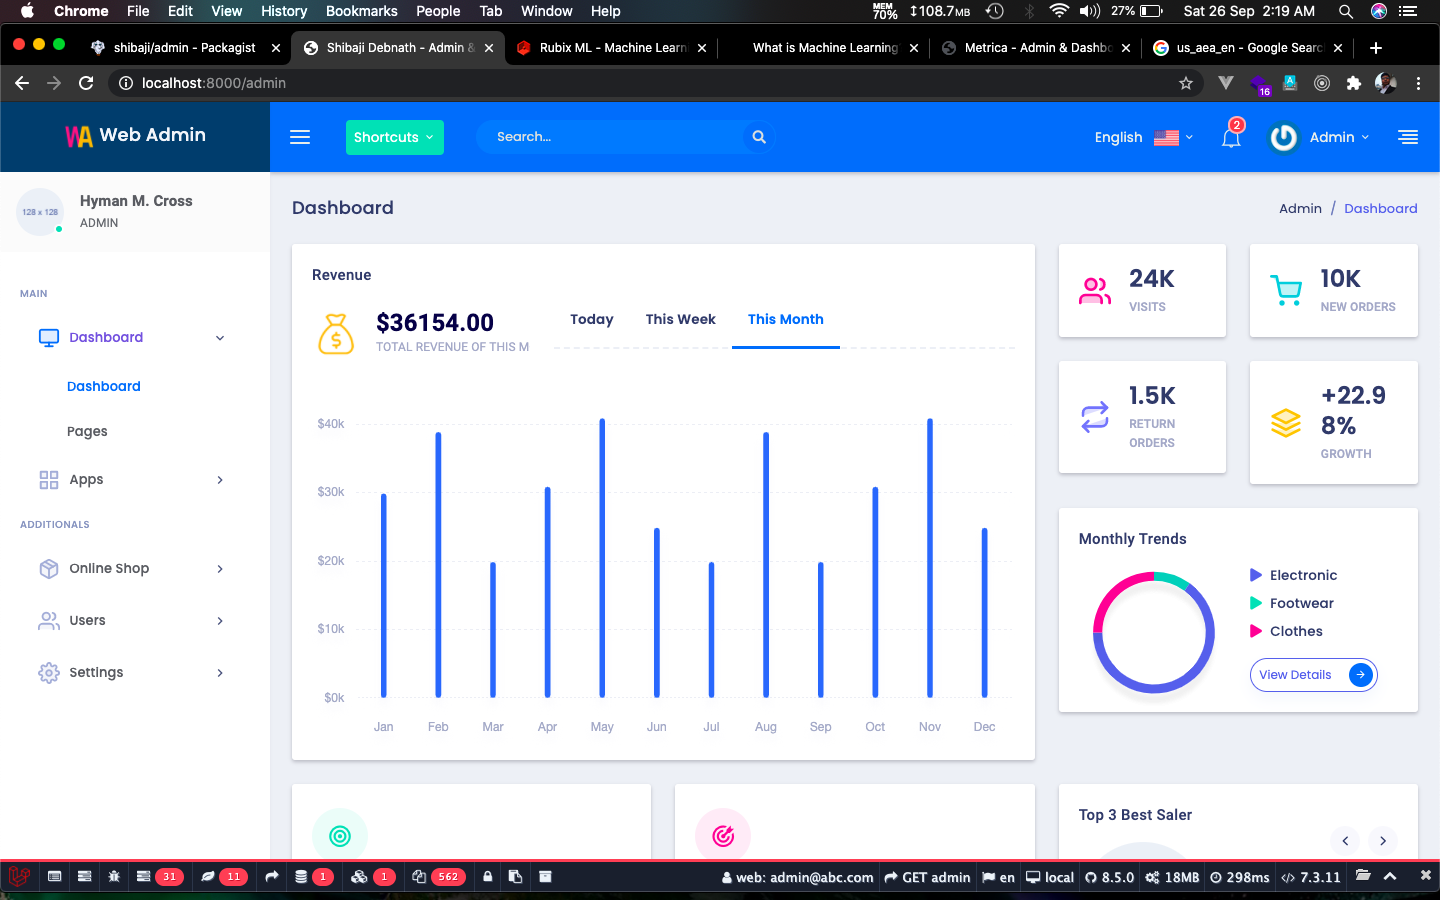 Chrome File Edit View History Bookmarks People Tab Window Help MEM 70% 108.7MB 27% Sat 26 Sep 2:19 AM
shibaji/admin - Packagist
Shibaji Debnath - Admin &
Rubix ML - Machine Learn
What is Machine Learning
Metrica - Admin & Dashbo
us_aea_en - Google Searc
localhost:8000/admin
16
WA Web Admin
Shortcuts
Search...
English
2
Admin
128 x 128
Hyman M. Cross
ADMIN
MAIN
Dashboard
Dashboard
Pages
Apps
ADDITIONALS
Online Shop
Users
Settings
Dashboard
Admin / Dashboard
Revenue
$36154.00
TOTAL REVENUE OF THIS M
Today This Week This Month
$40k
$30k
$20k
$10k
$0k
Jan Feb Mar Apr May Jun Jul Aug Sep Oct Nov Dec
24K
VISITS
10K
NEW ORDERS
1.5K
RETURN
ORDERS
+22.9
8%
GROWTH
Monthly Trends
Electronic
Footwear
Clothes
View Details
Top 3 Best Saler
31 11 1 1 562 web: admin@abc.com GET admin en local 8.5.0 18MB 298ms 7.3.11